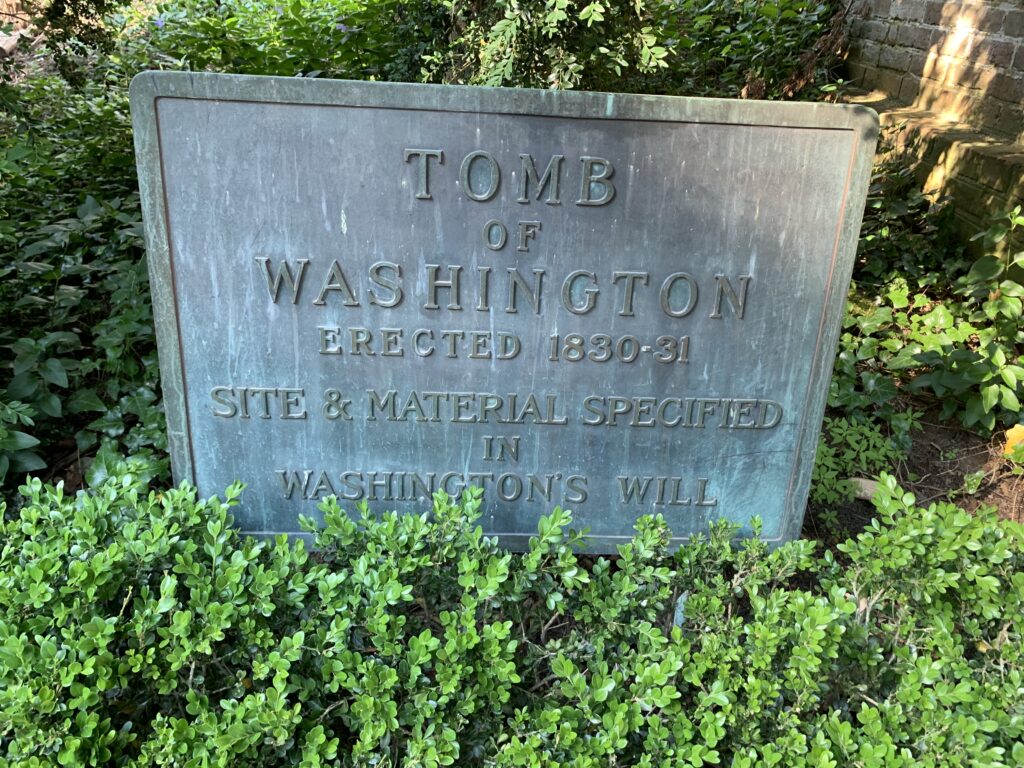 TOMB
OF
WASHINGTON
ERECTED 1830-31
SITE & MATERIAL SPECIFIED
IN
WASHINGTON'S WILL